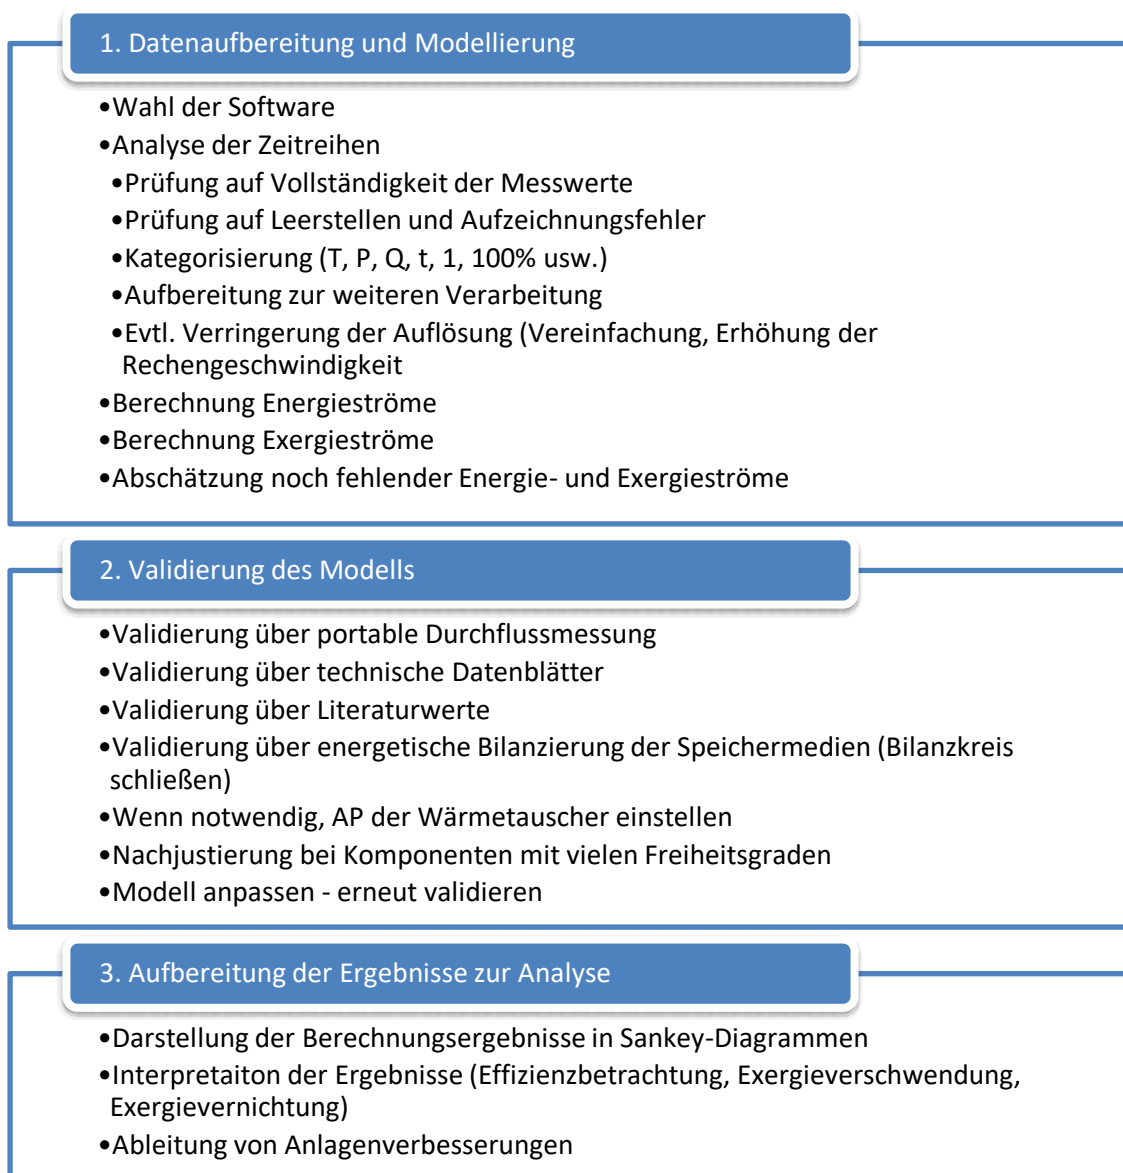 1. Datenaufbereitung und Modellierung
•Wahl der Software
•Analyse der Zeitreihen
•Prüfung auf Vollständigkeit der Messwerte
•Prüfung auf Leerstellen und Aufzeichnungsfehler
•Kategorisierung (T, P, Q, t, 1, 100% usw.)
•Aufbereitung zur weiteren Verarbeitung
•Evtl. Verringerung der Auflösung (Vereinfachung, Erhöhung der
Rechengeschwindigkeit
•Berechnung Energieströme
•Berechnung Exergieströme
•Abschätzung noch fehlender Energie- und Exergieströme
2. Validierung des Modells
•Validierung über portable Durchflussmessung
•Validierung über technische Datenblätter
•Validierung über Literaturwerte
•Validierung über energetische Bilanzierung der Speichermedien (Bilanzkreis
schließen)
•Wenn notwendig, AP der Wärmetauscher einstellen
•Nachjustierung bei Komponenten mit vielen Freiheitsgraden
•Modell anpassen - erneut validieren
3. Aufbereitung der Ergebnisse zur Analyse
•Darstellung der Berechnungsergebnisse in Sankey-Diagrammen
•Interpretaiton der Ergebnisse (Effizienzbetrachtung, Exergieverschwendung,
Exergievernichtung)
•Ableitung von Anlagenverbesserungen